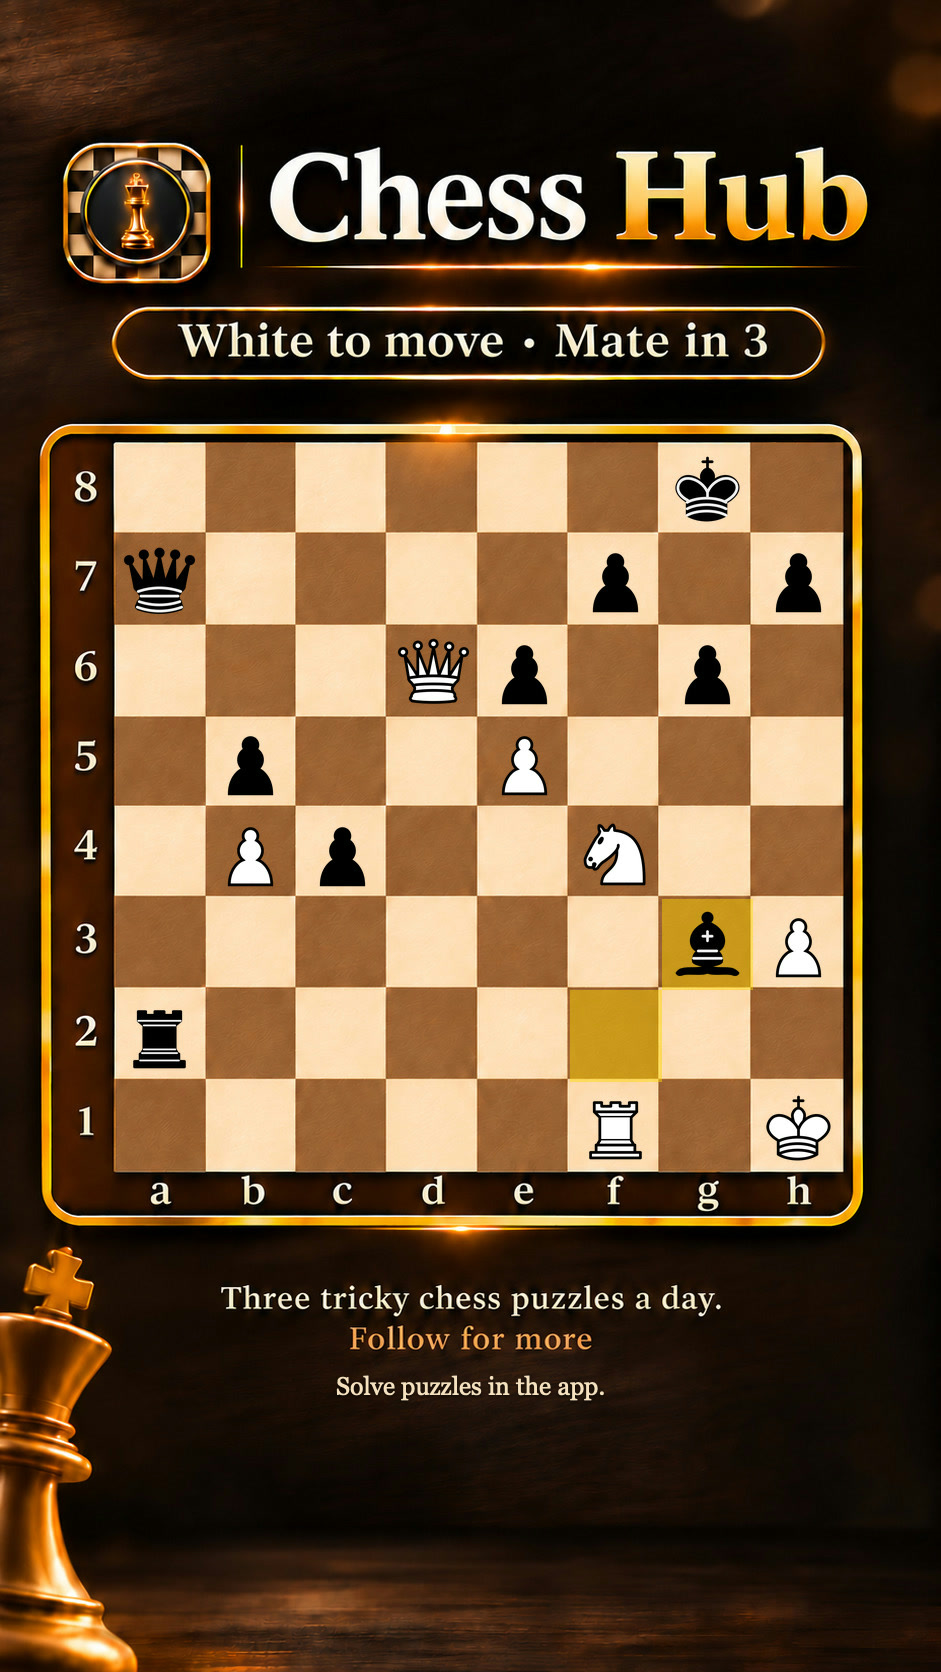 Chess Hub
White to move • Mate in 3
8
7
6
5
4
3
2
1
a b c d e f g h
Three tricky chess puzzles a day.
Follow for more
Solve puzzles in the app.